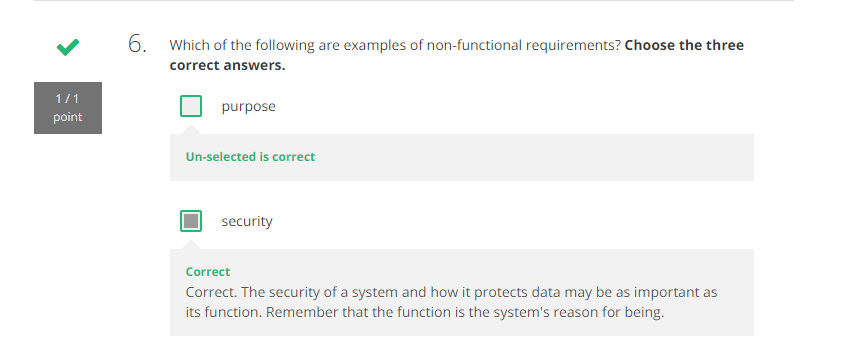 6. Which of the following are examples of non-functional requirements? Choose the three
correct answers.
1 / 1
point
purpose
Un-selected is correct
security
Correct
Correct. The security of a system and how it protects data may be as important as
its function. Remember that the function is the system's reason for being.